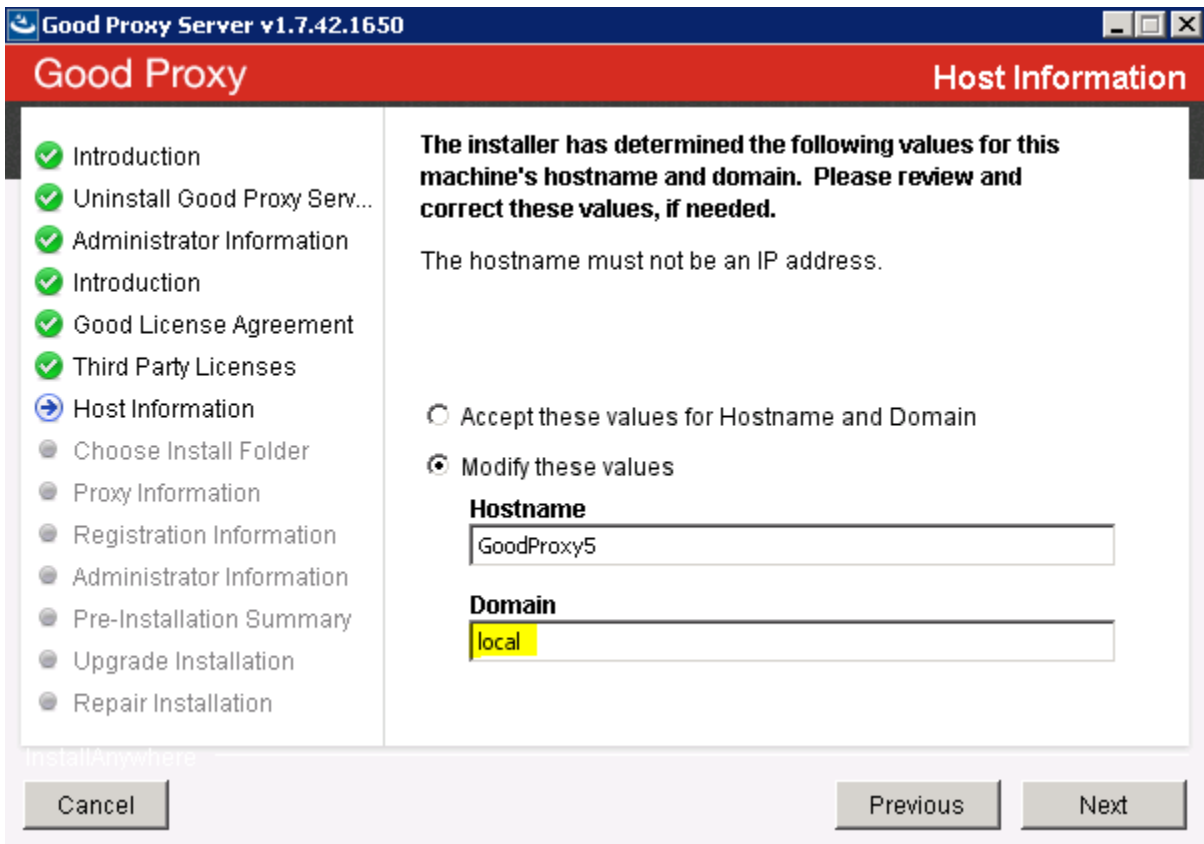 Good Proxy Server v1.7.42.1650
Good Proxy
Host Information
Introduction
Uninstall Good Proxy Serv...
Administrator Information
Introduction
Good License Agreement
Third Party Licenses
Host Information
Choose Install Folder
Proxy Information
Registration Information
Administrator Information
Pre-Installation Summary
Upgrade Installation
Repair Installation
The installer has determined the following values for this
machine's hostname and domain.  Please review and
correct these values, if needed.
The hostname must not be an IP address.
Accept these values for Hostname and Domain
Modify these values
Hostname
GoodProxy5
Domain
local
InstallAnywhere
Cancel
Previous
Next